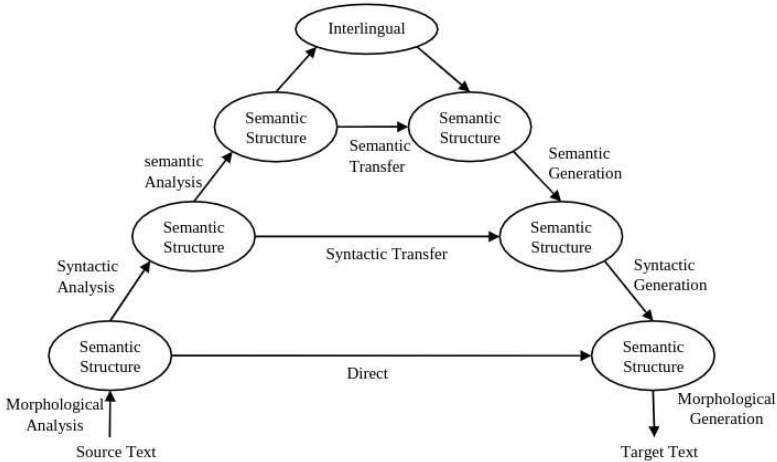 Interlingual
Semantic
Structure
Semantic
Structure
Semantic
Transfer
semantic
Analysis
Semantic
Generation
Semantic
Structure
Semantic
Structure
Syntactic Transfer
Syntactic
Analysis
Syntactic
Generation
Semantic
Structure
Semantic
Structure
Direct
Morphological
Analysis
Morphological
Generation
Source Text
Target Text